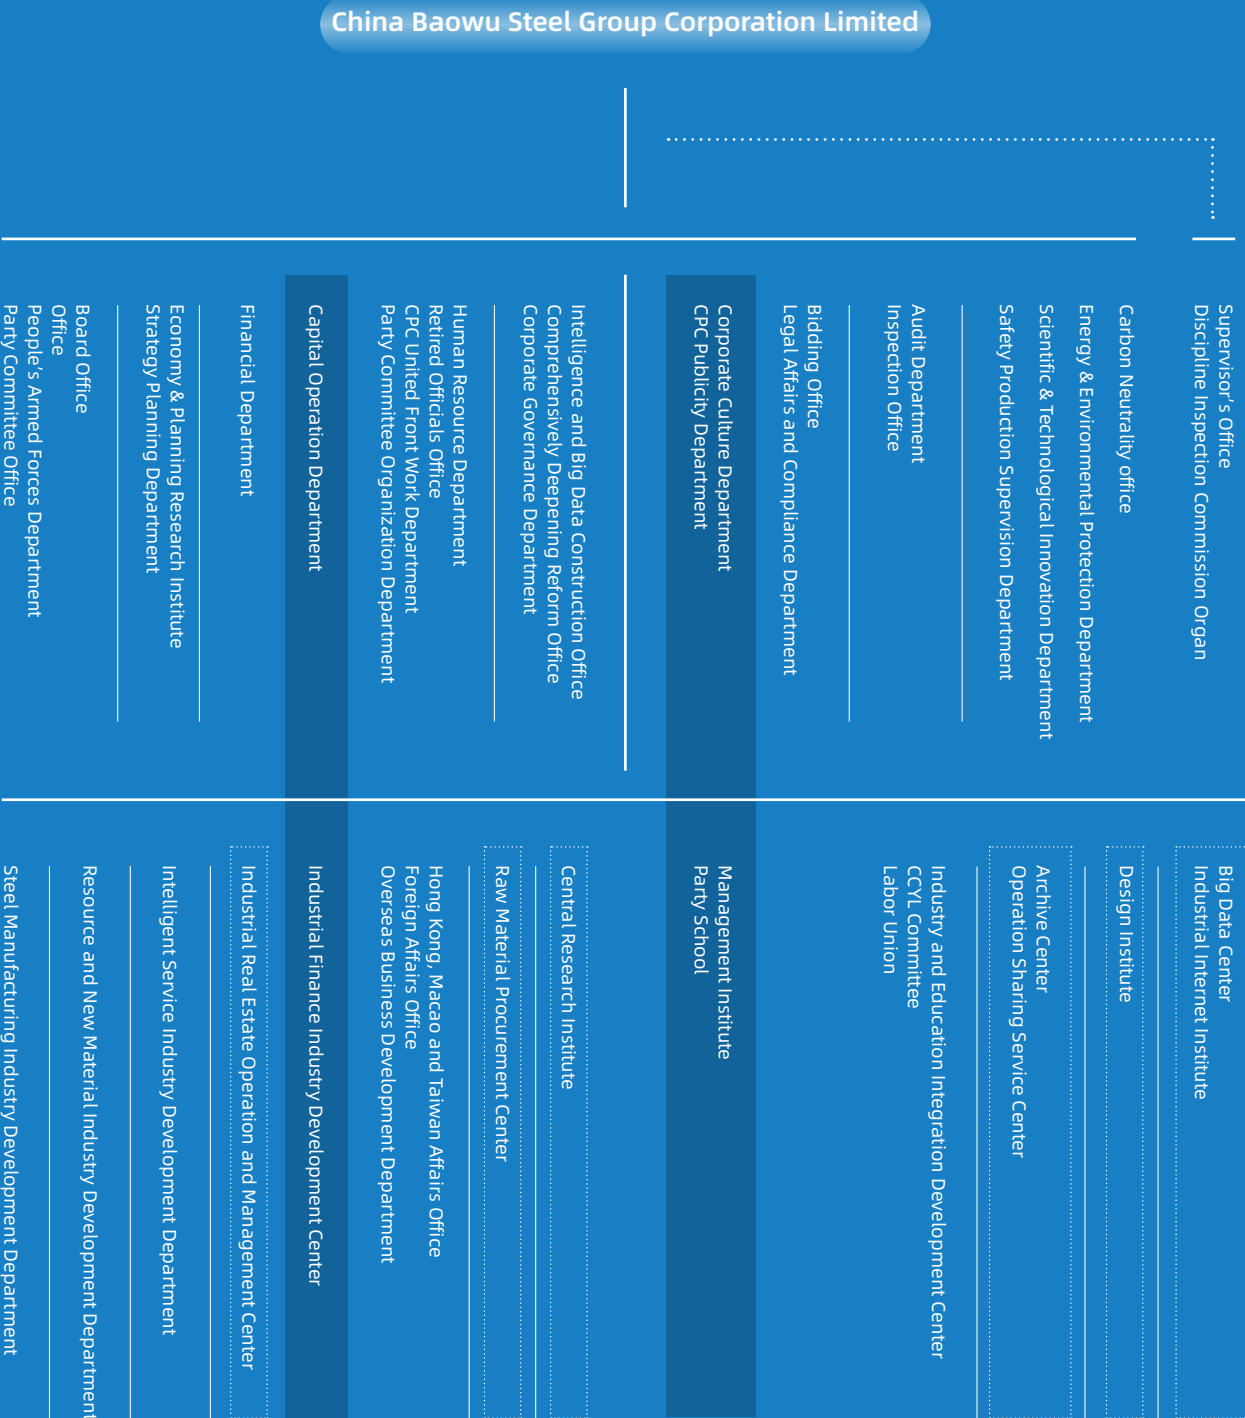 China Baowu Steel Group Corporation Limited
Board Office
Office
People's Armed Forces Department
Party Committee Office
Economy & Planning Research Institute
Strategy Planning Department
Financial Department
Capital Operation Department
Human Resource Department
Retired Officials Office
CPC United Front Work Department
Party Committee Organization Department
Intelligence and Big Data Construction Office
Comprehensively Deepening Reform Office
Corporate Governance Department
Corporate Culture Department
CPC Publicity Department
Bidding Office
Legal Affairs and Compliance Department
Audit Department
Inspection Office
Safety Production Supervision Department
Scientific & Technological Innovation Department
Energy & Environmental Protection Department
Carbon Neutrality office
Supervisor's Office
Discipline Inspection Commission Organ
Steel Manufacturing Industry Development Department
Resource and New Material Industry Development Department
Intelligent Service Industry Development Department
Industrial Real Estate Operation and Management Center
Industrial Finance Industry Development Center
Hong Kong, Macao and Taiwan Affairs Office
Foreign Affairs Office
Overseas Business Development Department
Raw Material Procurement Center
Central Research Institute
Management Institute
Party School
Industry and Education Integration Development Center
CCYL Committee
Labor Union
Archive Center
Operation Sharing Service Center
Design Institute
Big Data Center
Industrial Internet Institute